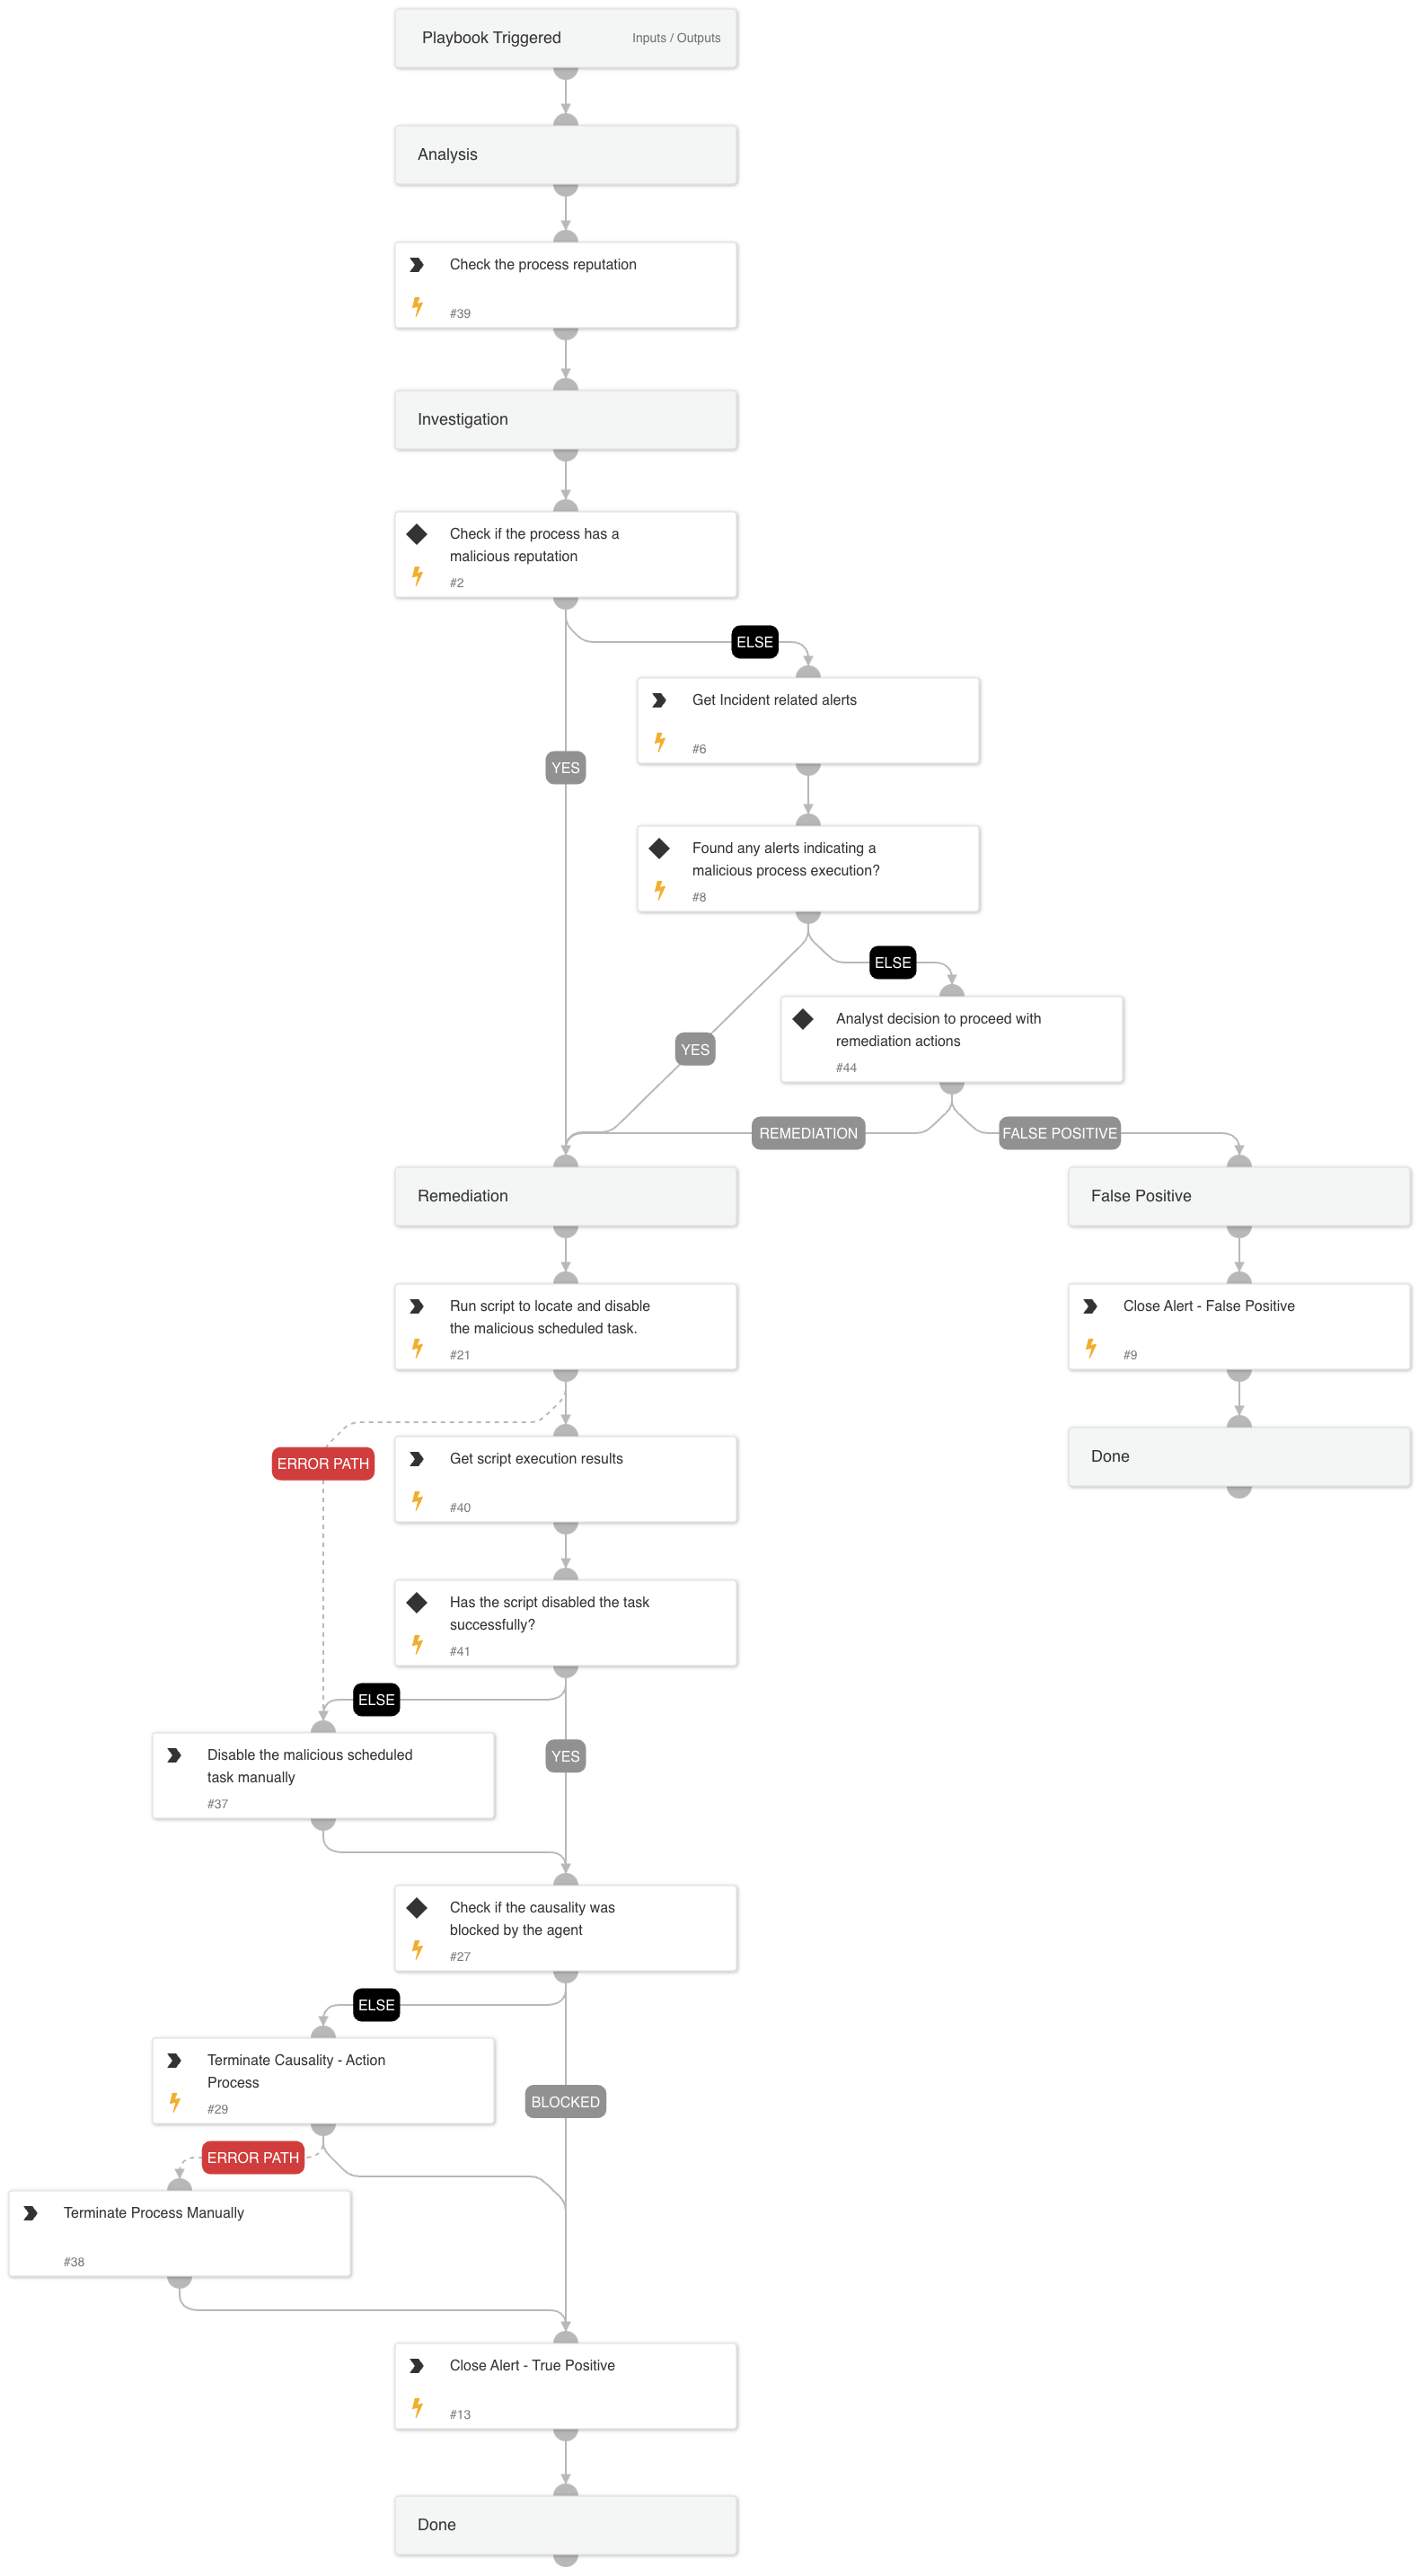 Playbook Triggered
Inputs / Outputs
Analysis
Check the process reputation
#39
Investigation
Check if the process has a
malicious reputation
#2
ELSE
Get Incident related alerts
#6
YES
Found any alerts indicating a
malicious process execution?
#8
ELSE
Analyst decision to proceed with
remediation actions
#44
YES
REMEDIATION
FALSE POSITIVE
Remediation
False Positive
Run script to locate and disable
the malicious scheduled task.
#21
Close Alert - False Positive
#9
ERROR PATH
Get script execution results
#40
Done
Has the script disabled the task
successfully?
#41
ELSE
YES
Disable the malicious scheduled
task manually
#37
Check if the causality was
blocked by the agent
#27
ELSE
Terminate Causality - Action
Process
#29
BLOCKED
ERROR PATH
Terminate Process Manually
#38
Close Alert - True Positive
#13
Done